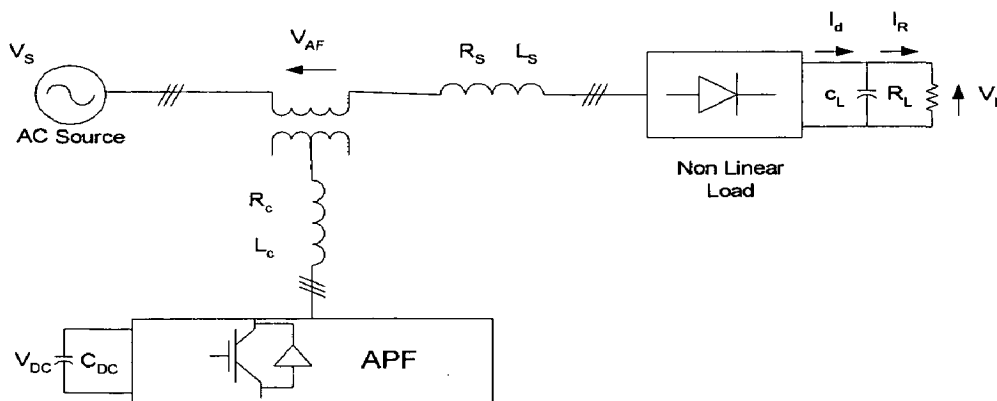 V_S
AC Source
V_AF
R_S L_S
I_d I_R
C_L R_L
V_L
Non Linear
Load
R_c
L_c
V_DC C_DC
APF